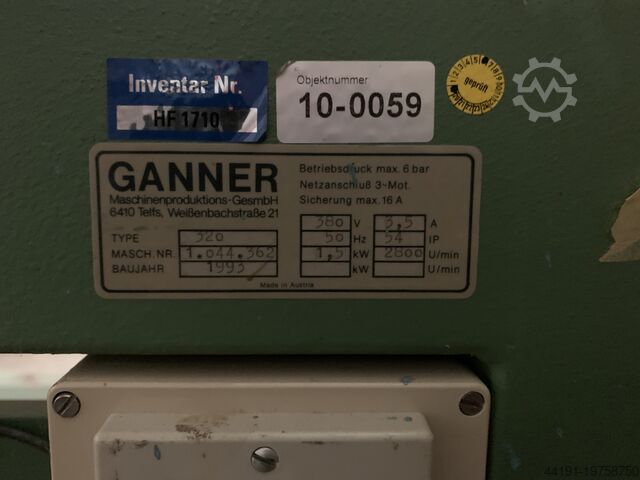 Inventar Nr.
HF 1710
Objektnummer
10-0059
geprüft
GANNER
Maschinenproduktions-GesmbH
6410 Telfs, Weißenbachstraße 21
Betriebsdruck max. 6 bar
Netzanschluß 3~Mot.
Sicherung max. 16 A
TYPE 320
MASCH. NR. 1.044.362
BAUJAHR 1993
380 V 3,5 A
50 Hz 54 IP
1,5 kW 2800 U/min
kW U/min
Made in Austria
44191-19758750